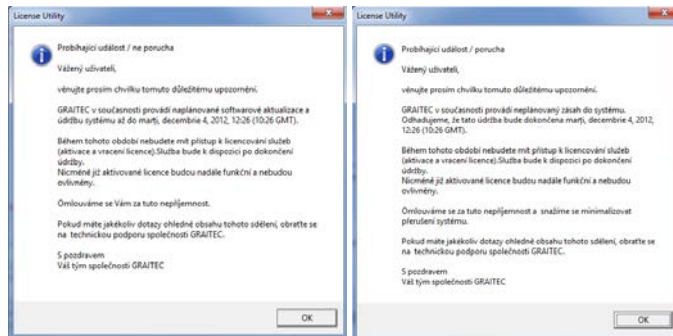 License Utility
Probíhající událost / ne porucha
Vážený uživateli,
věnujte prosím chvilku tomuto důležitému upozornění.
GRAITEC v současnosti provádí naplánované softwarové aktualizace a
údržbu systému až do marți, decembrie 4, 2012, 12:26 (10:26 GMT).
Během tohoto období nebudete mít přístup k licencování služeb
(aktivace a vracení licence).Služba bude k dispozici po dokončení
údržby.
Nicméně již aktivované licence budou nadále funkční a nebudou
ovlivněny.
Omlouváme se Vám za tuto nepříjemnost.
Pokud máte jakékoliv dotazy ohledně obsahu tohoto sdělení, obraťte se
na technickou podporu společnosti GRAITEC.
S pozdravem
Váš tým společnosti GRAITEC
OK
License Utility
Probíhající událost / porucha
Vážený uživateli,
věnujte prosím chvilku tomuto důležitému upozornění.
GRAITEC v současnosti provádí neplánovaný zásah do systému.
Odhadujeme, že tato údržba bude dokončena marți, decembrie 4, 2012,
12:26 (10:26 GMT).
Během tohoto období nebudete mít přístup k licencování služeb
(aktivace a vracení licence).Služba bude k dispozici po dokončení
údržby.
Nicméně již aktivované licence budou nadále funkční a nebudou
ovlivněny.
Omlouváme se za tuto nepříjemnost a snažíme se minimalizovat
přerušení systému.
Pokud máte jakékoliv dotazy ohledně obsahu tohoto sdělení, obraťte se
na technickou podporu společnosti GRAITEC.
S pozdravem
Váš tým společnosti GRAITEC
OK